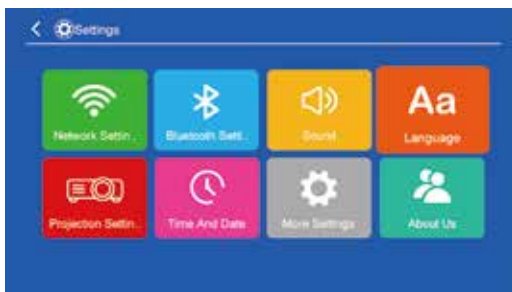 Settings
Aa
Network Settin..
Bluetooth Setti..
Sound
Language
Projection Settin..
Time And Date
More Settings
About Us